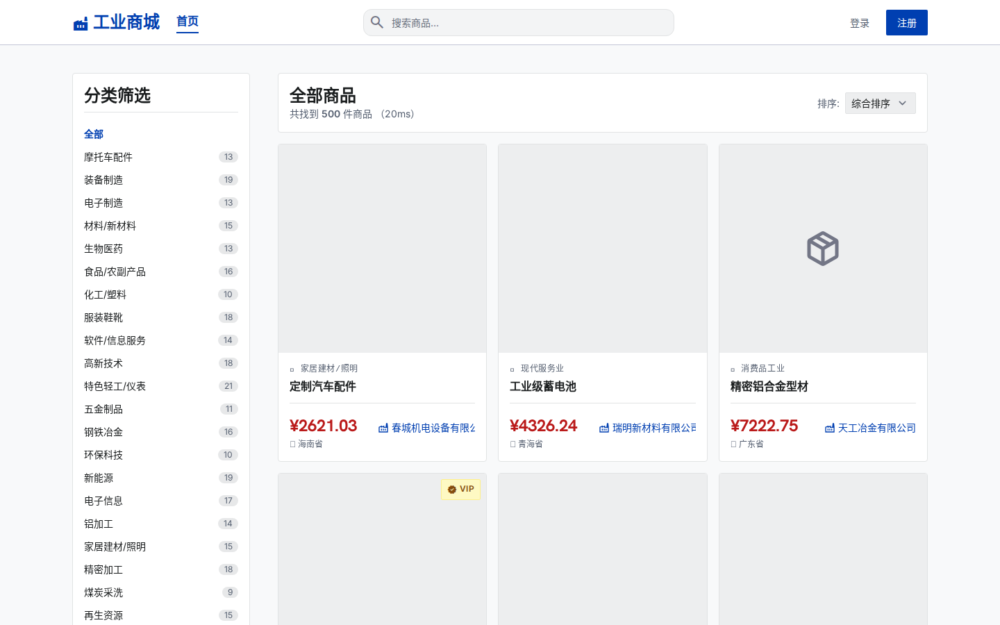 工业商城
首页
搜索商品...
登录
注册
分类筛选
全部
摩托车配件 13
装备制造 19
电子制造 13
材料/新材料 15
生物医药 13
食品/农副产品 16
化工/塑料 10
服装鞋靴 18
软件/信息服务 14
高新技术 18
特色轻工/仪表 21
五金制品 11
钢铁冶金 16
环保科技 10
新能源 19
电子信息 17
铝加工 14
家居建材/照明 15
精密加工 18
煤炭采洗 9
再生资源 15
全部商品
共找到 500 件商品 （20ms）
排序: 综合排序
家居建材/照明
定制汽车配件
¥2621.03 春城机电设备有限
海南省
现代服务业
工业级蓄电池
¥4326.24 瑞明新材料有限公司
青海省
消费品工业
精密铝合金型材
¥7222.75 天工冶金有限公司
广东省
VIP